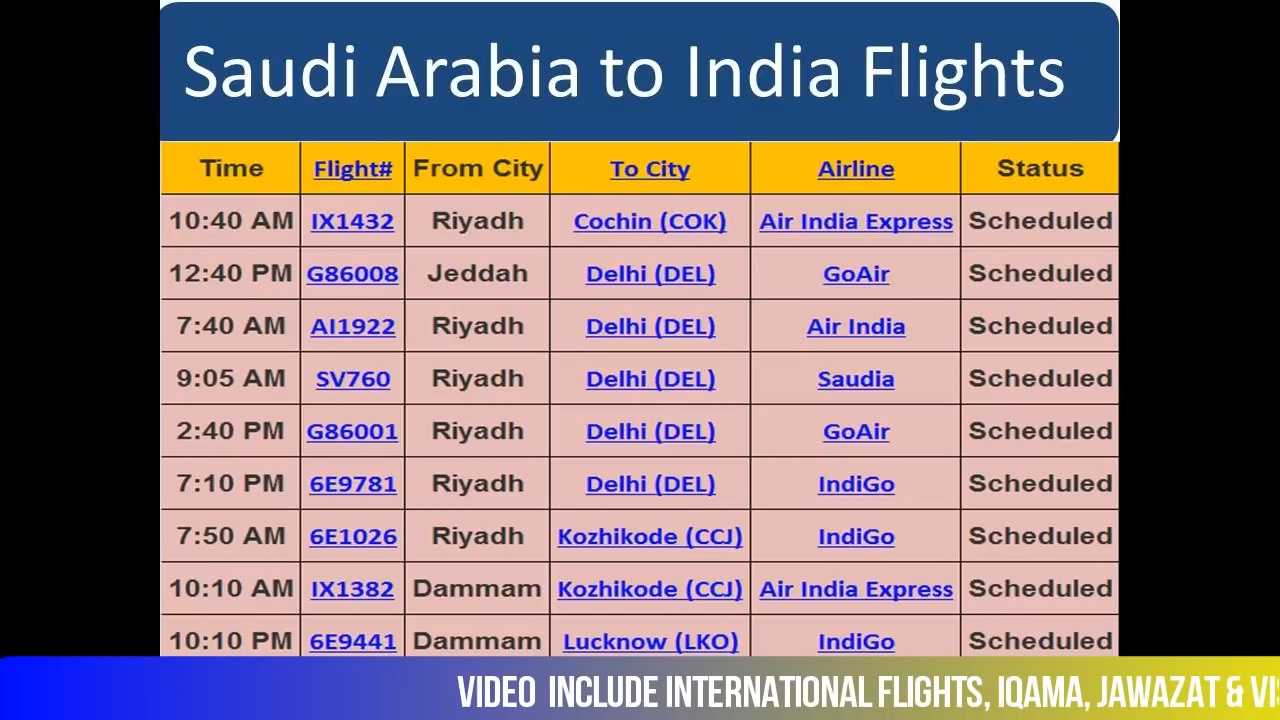 Saudi Arabia to India Flights
Time Flight# From City To City Airline Status
10:40 AM IX1432 Riyadh Cochin (COK) Air India Express Scheduled
12:40 PM G86008 Jeddah Delhi (DEL) GoAir Scheduled
7:40 AM AI1922 Riyadh Delhi (DEL) Air India Scheduled
9:05 AM SV760 Riyadh Delhi (DEL) Saudia Scheduled
2:40 PM G86001 Riyadh Delhi (DEL) GoAir Scheduled
7:10 PM 6E9781 Riyadh Delhi (DEL) IndiGo Scheduled
7:50 AM 6E1026 Riyadh Kozhikode (CCJ) IndiGo Scheduled
10:10 AM IX1382 Dammam Kozhikode (CCJ) Air India Express Scheduled
10:10 PM 6E9441 Dammam Lucknow (LKO) IndiGo Scheduled
VIDEO INCLUDE INTERNATIONAL FLIGHTS, IQAMA, JAWAZAT &